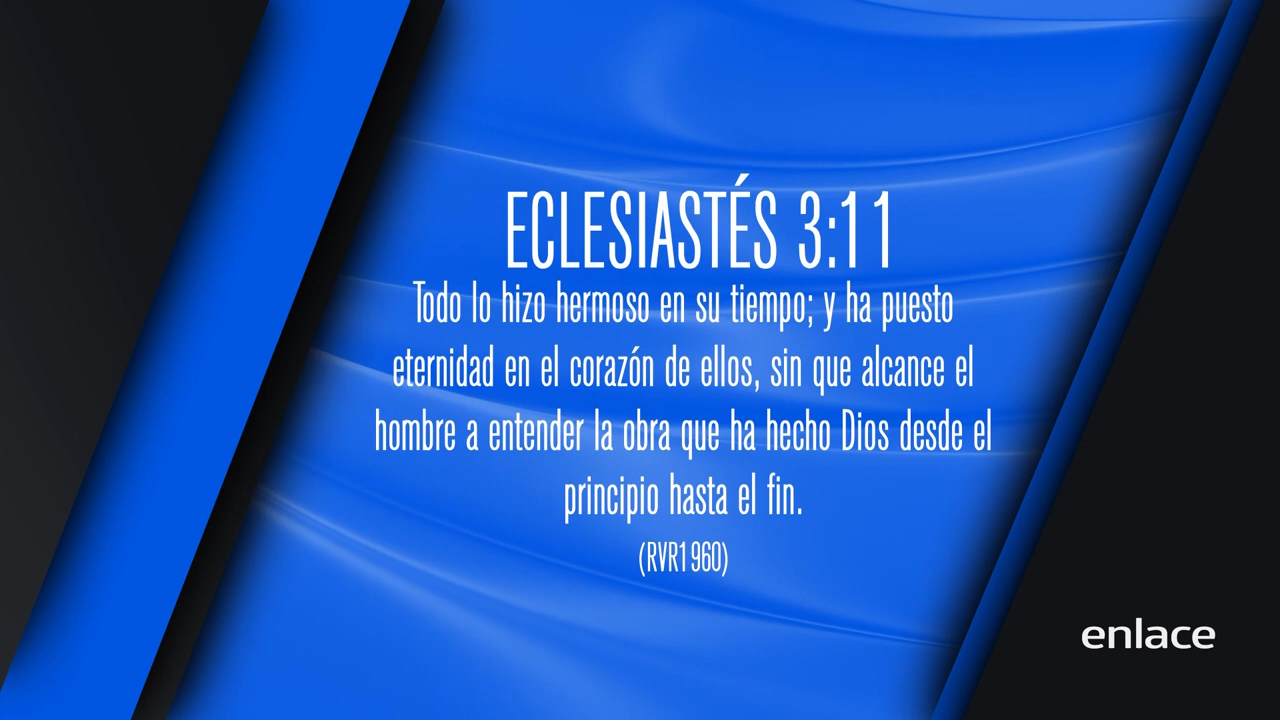 ECLESIASTÉS 3:11
Todo lo hizo hermoso en su tiempo; y ha puesto
eternidad en el corazón de ellos, sin que alcance el
hombre a entender la obra que ha hecho Dios desde el
principio hasta el fin.
(RVR1960)
enlace